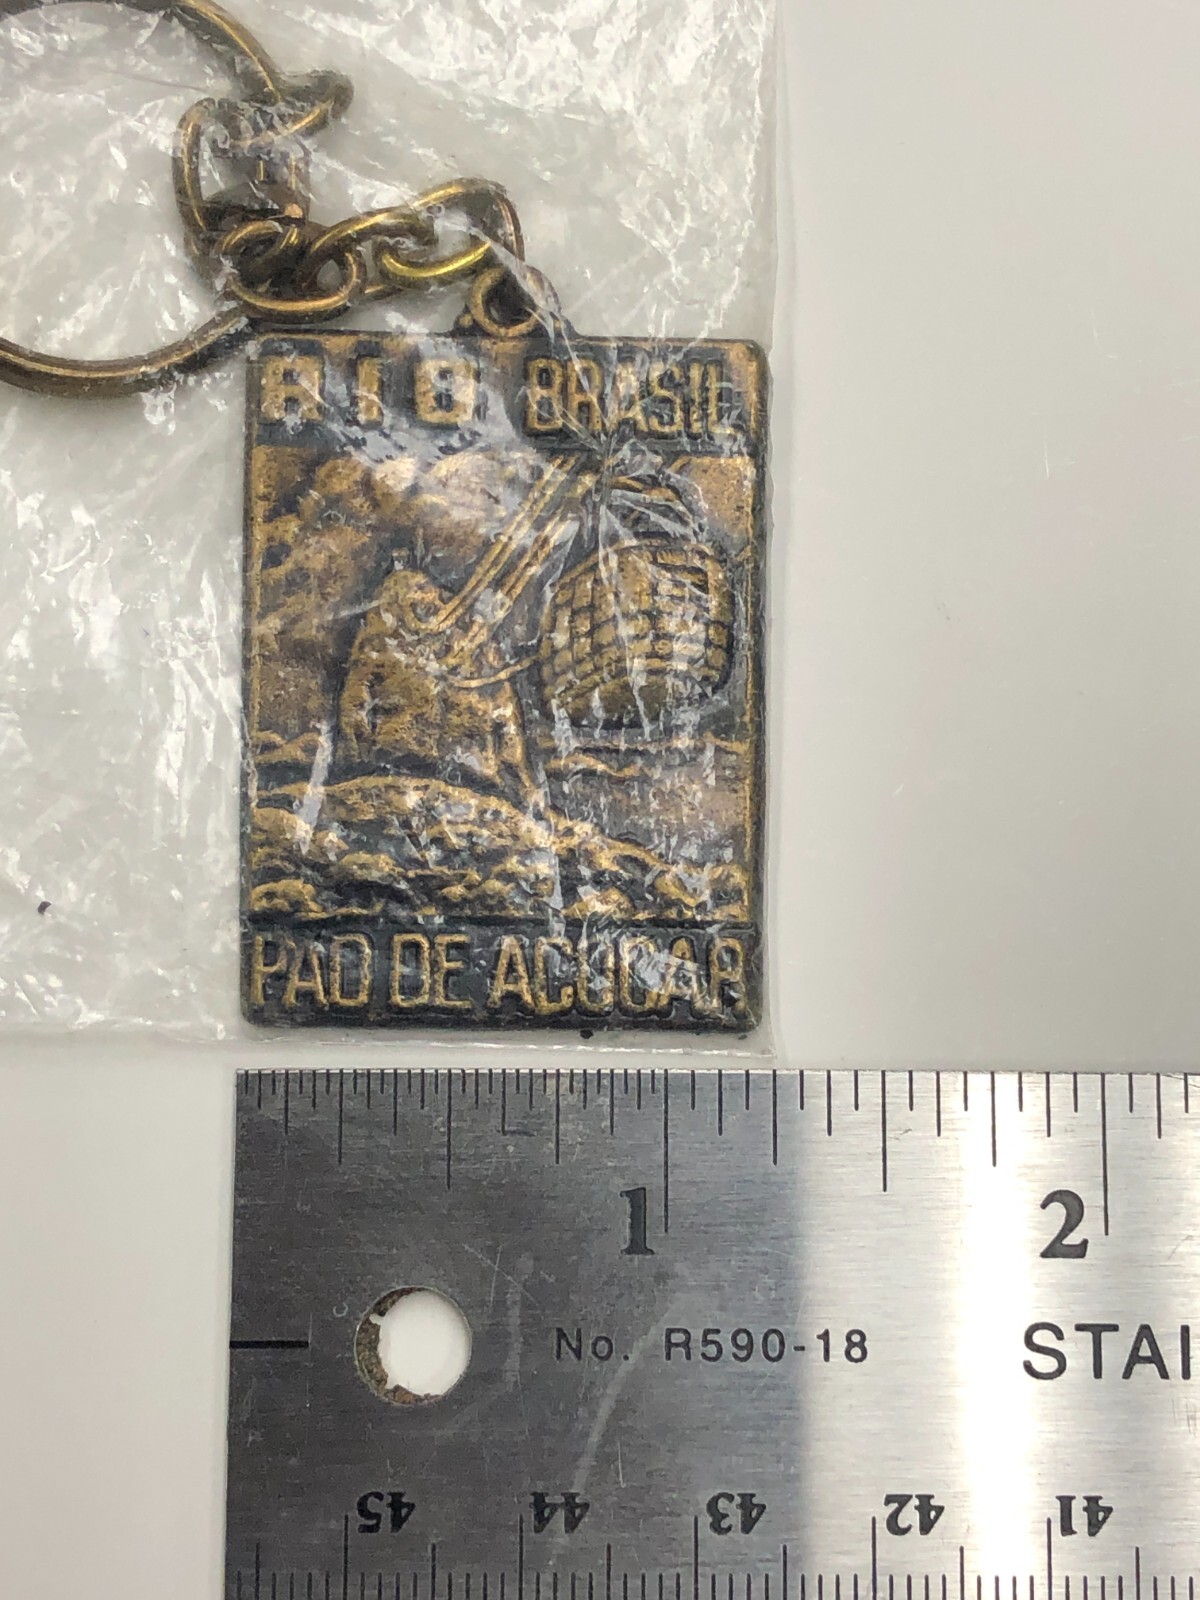 RIO BRASIL
PAO DE ACUCAR
1 2
No. R590-18 STAI
45 44 43 42 41